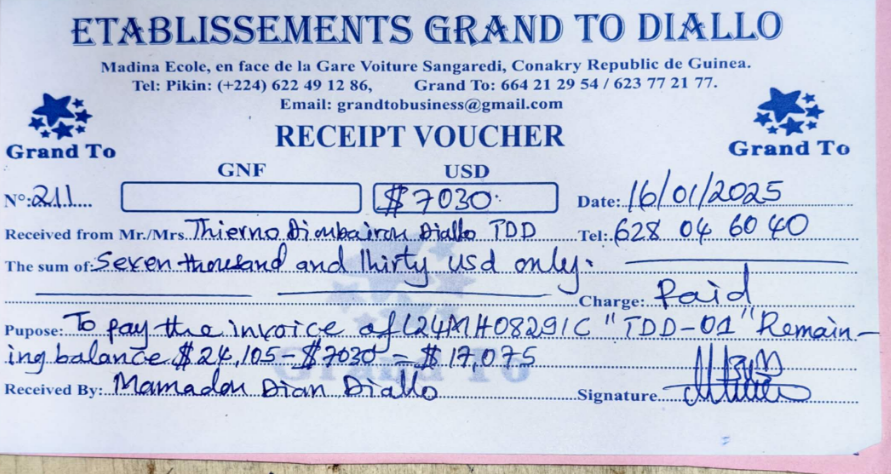 ETABLISSEMENTS GRAND TO DIALLO
Madina Ecole, en face de la Gare Voiture Sangaredi, Conakry Republic de Guinea.
Tel: Pikin: (+224) 622 49 12 86, Grand To: 664 21 29 54 / 623 77 21 77.
Email: grandtobusiness@gmail.com
RECEIPT VOUCHER
Grand To
Grand To
GNF USD
N°:211 $7030 Date: 16/01/2025
Received from Mr./Mrs. Thierno Diallo TDD Tel: 628 04 60 40
The sum of: Seven thousand and thirty usd only.
Charge: Paid
Pupose: To pay the invoice of "TDD-01" Remain-
ing balance $24,105-$7030 = $17,075
Received By: Mamadou Dian Diallo Signature